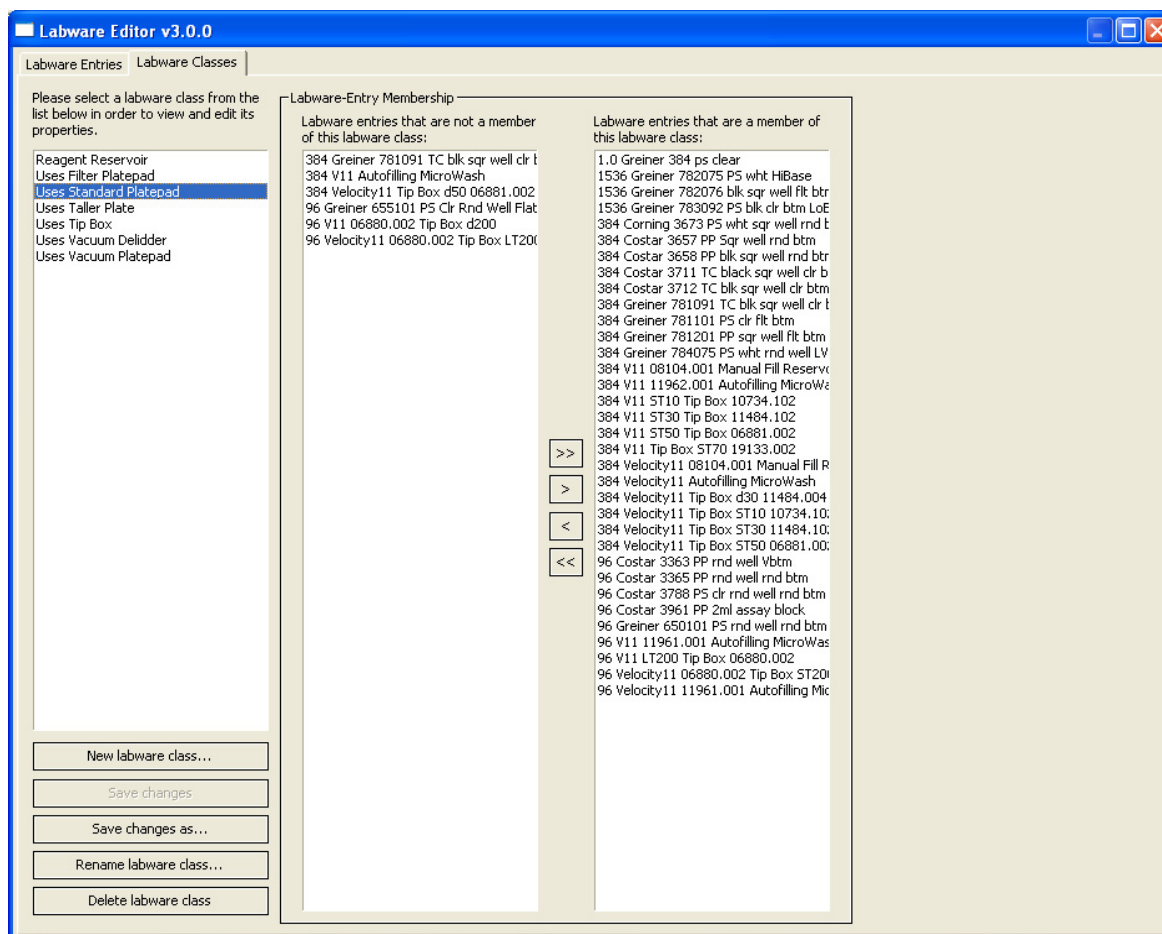 Labware Editor v3.0.0
Labware Entries
Labware Classes
Please select a labware class from the
list below in order to view and edit its
properties.
Reagent Reservoir
Uses Filter Platepad
Uses Standard Platepad
Uses Taller Plate
Uses Tip Box
Uses Vacuum Delidder
Uses Vacuum Platepad
New labware class...
Save changes
Save changes as...
Rename labware class...
Delete labware class
Labware-Entry Membership
Labware entries that are not a member
of this labware class:
384 Greiner 781091 TC blk sqr well clr
384 V11 Autofilling MicroWash
384 Velocity11 Tip Box d50 06881.002
96 Greiner 655101 PS Clr Rnd Well Flat
96 V11 06880.002 Tip Box d200
96 Velocity11 06880.002 Tip Box LT200
>>
>
<
<<
Labware entries that are a member of
this labware class:
1.0 Greiner 384 ps clear
1536 Greiner 782075 PS wht HiBase
1536 Greiner 782076 blk sqr well flt btm
1536 Greiner 783092 PS blk clr btm LoB
384 Corning 3673 PS wht sqr well rnd
384 Costar 3657 PP Sqr well rnd btm
384 Costar 3658 PP blk sqr well rnd btm
384 Costar 3711 TC black sqr well clr b
384 Costar 3712 TC blk sqr well clr btm
384 Greiner 781091 TC blk sqr well clr
384 Greiner 781101 PS clr flt btm
384 Greiner 781201 PP sqr well flt btm
384 Greiner 784075 PS wht rnd well LV
384 V11 08104.001 Manual Fill Reservo
384 V11 11962.001 Autofilling MicroWa
384 V11 ST10 Tip Box 10734.102
384 V11 ST30 Tip Box 11484.102
384 V11 ST50 Tip Box 06881.002
384 V11 Tip Box ST70 19133.002
384 Velocity11 08104.001 Manual Fill R
384 Velocity11 Autofilling MicroWash
384 Velocity11 Tip Box d30 11484.004
384 Velocity11 Tip Box ST10 10734.10
384 Velocity11 Tip Box ST30 11484.10
384 Velocity11 Tip Box ST50 06881.00
96 Costar 3363 PP rnd well Vbtm
96 Costar 3365 PP rnd well rnd btm
96 Costar 3788 PS clr rnd well rnd btm
96 Costar 3961 PP 2ml assay block
96 Greiner 650101 PS rnd well rnd btm
96 V11 11961.001 Autofilling MicroWas
96 V11 LT200 Tip Box 06880.002
96 Velocity11 06880.002 Tip Box ST20
96 Velocity11 11961.001 Autofilling Mic